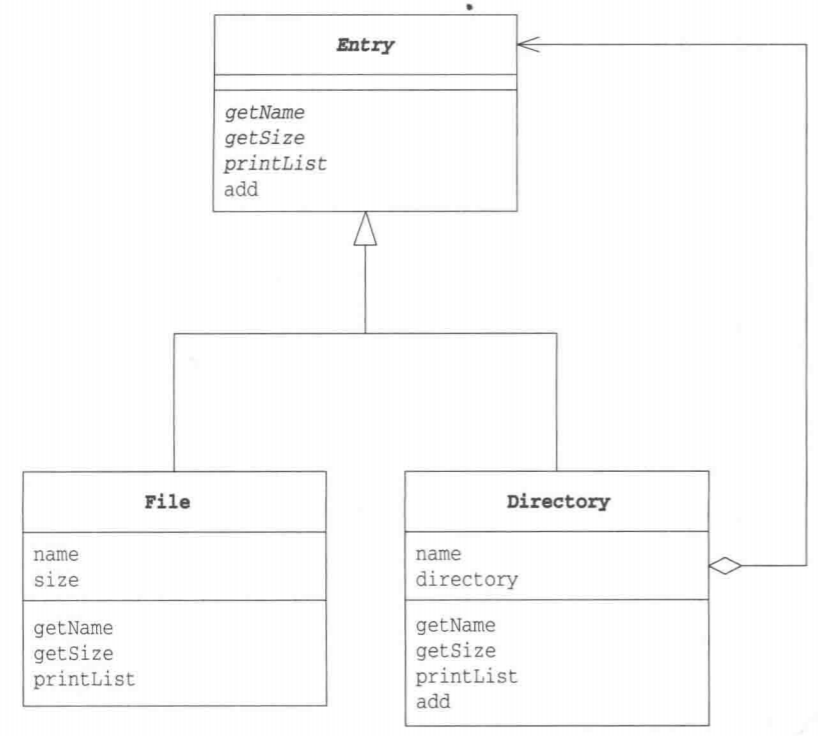 Entry
getName
getSize
printList
add
File
name
size
getName
getSize
printList
Directory
name
directory
getName
getSize
printList
add